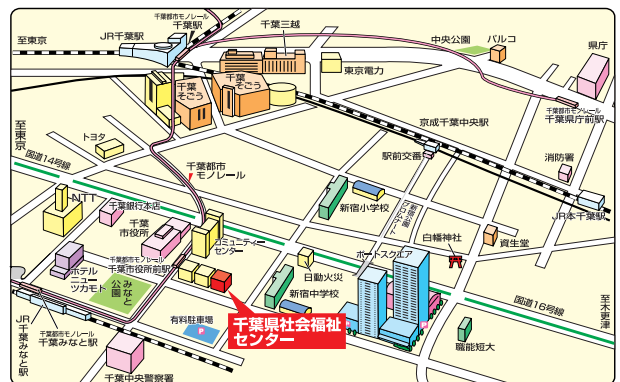 千葉都市モノレール
千葉駅
JR千葉駅
至東京
千葉三越
中央公園
パルコ
県庁
東京電力
千葉
そごう
千葉
そごう
千葉都市モノレール
千葉県庁前駅
京成千葉中央駅
至東京
トヨタ
国道14号線
千葉都市
モノレール
駅前交番
消防署
JR本千葉駅
NTT
千葉銀行本店
新宿小学校
千葉
市役所
コミュニティー
センター
白幡神社
資生堂
ポートスクエア
千葉都市モノレール
千葉市役所前駅
ホテル
ニュー
ツカモト
みなと
公園
日動火災
新宿中学校
国道16号線
至木更津
有料駐車場
P
P
千葉県社会福祉
センター
JR
千葉みなと駅
千葉都市モノレール
千葉みなと駅
千葉中央警察署
職能短大